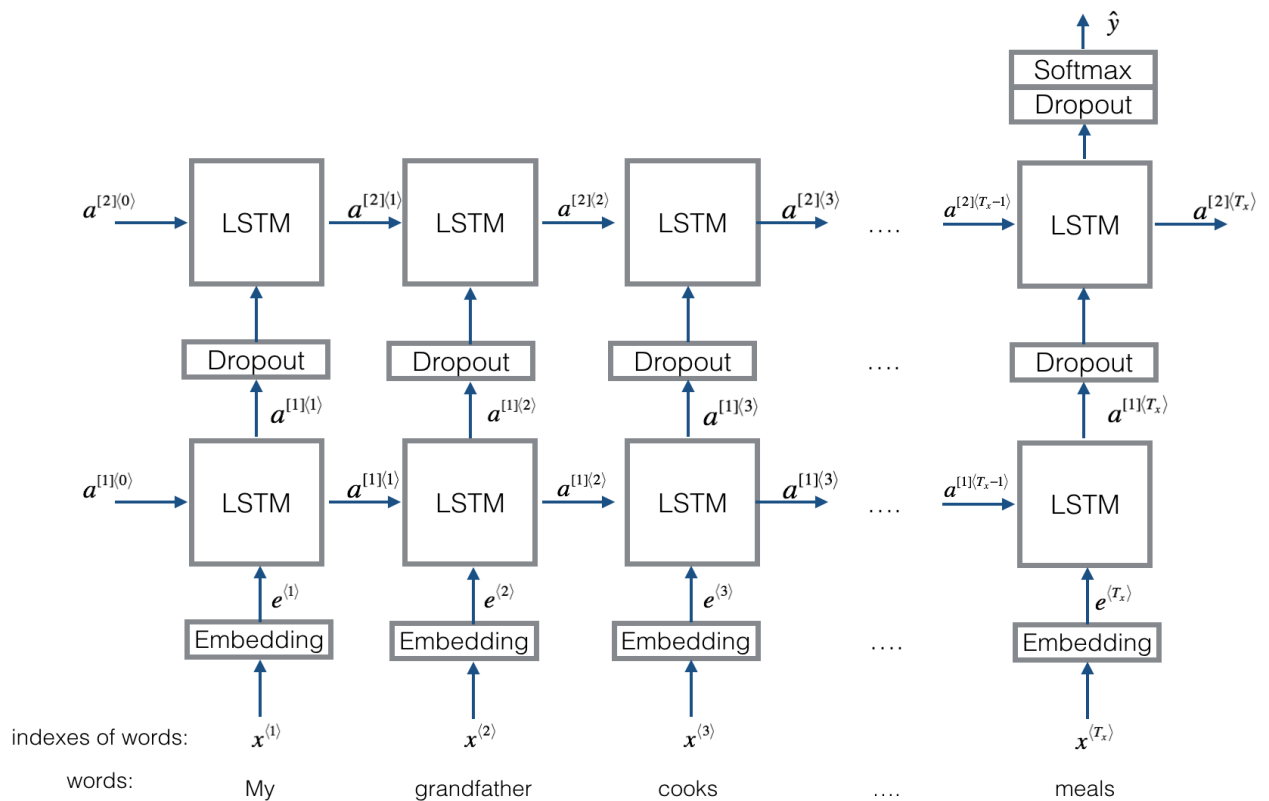 ŷ
Softmax
Dropout
a[2]⟨0⟩ LSTM a[2]⟨1⟩ LSTM a[2]⟨2⟩ LSTM a[2]⟨3⟩ .... a[2]⟨Tx−1⟩ LSTM a[2]⟨Tx⟩
Dropout Dropout Dropout .... Dropout
a[1]⟨1⟩ a[1]⟨2⟩ a[1]⟨3⟩ a[1]⟨Tx⟩
a[1]⟨0⟩ LSTM a[1]⟨1⟩ LSTM a[1]⟨2⟩ LSTM a[1]⟨3⟩ .... a[1]⟨Tx−1⟩ LSTM
e⟨1⟩ e⟨2⟩ e⟨3⟩ e⟨Tx⟩
Embedding Embedding Embedding .... Embedding
indexes of words: x⟨1⟩ x⟨2⟩ x⟨3⟩ x⟨Tx⟩
words: My grandfather cooks .... meals